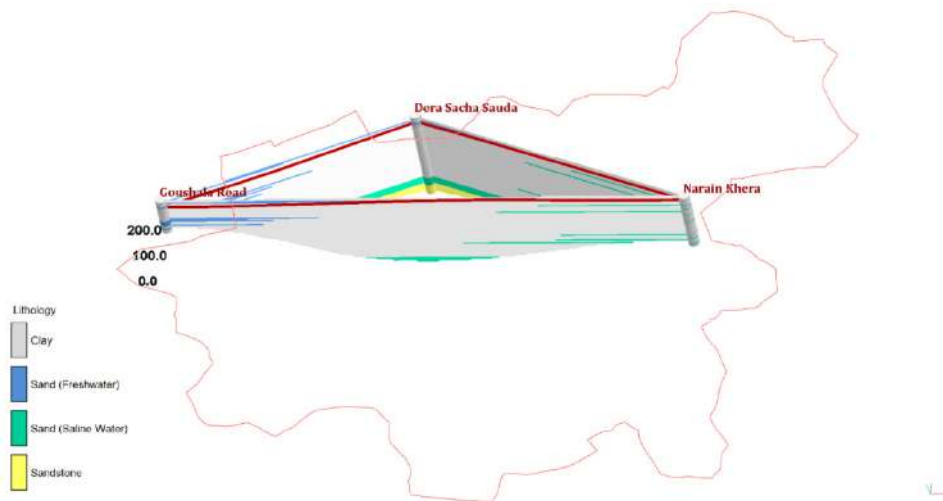 Dera Sacha Sauda
Goushala Road
Narain Khera
200.0
100.0
0.0
Lithology
Clay
Sand (Freshwater)
Sand (Saline Water)
Sandstone